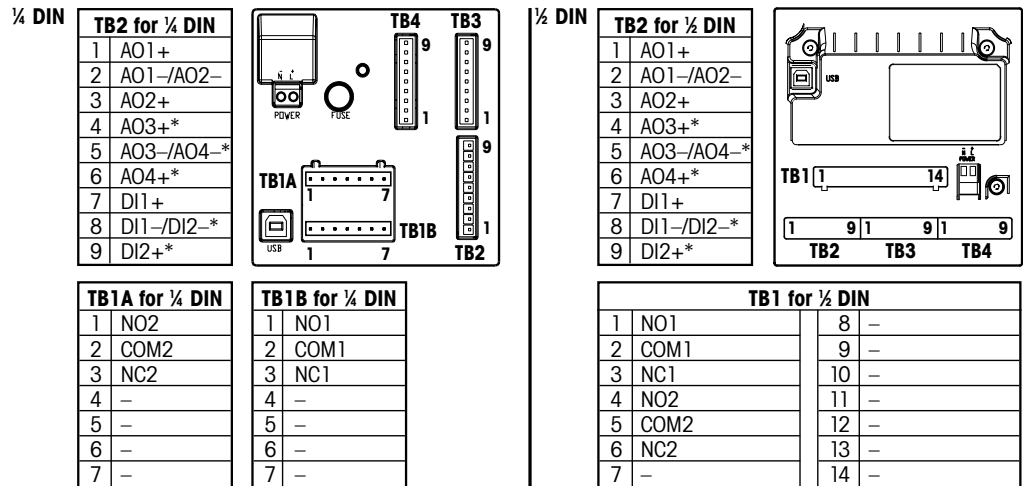 ¼ DIN
TB2 for ¼ DIN
1 AO1+
2 AO1–/AO2–
3 AO2+
4 AO3+*
5 AO3–/AO4–*
6 AO4+*
7 DI1+
8 DI1–/DI2–*
9 DI2+*
TB4 TB3
9 9
N L
POWER FUSE
1 1
9
TB1A
1 7
TB1B
USB
1 7
1
TB2
TB1A for ¼ DIN
1 NO2
2 COM2
3 NC2
4 –
5 –
6 –
7 –
TB1B for ¼ DIN
1 NO1
2 COM1
3 NC1
4 –
5 –
6 –
7 –
½ DIN
TB2 for ½ DIN
1 AO1+
2 AO1–/AO2–
3 AO2+
4 AO3+*
5 AO3–/AO4–*
6 AO4+*
7 DI1+
8 DI1–/DI2–*
9 DI2+*
USB
N L
POWER
TB1 1 14
1 9 1 9 1 9
TB2 TB3 TB4
TB1 for ½ DIN
1 NO1 8 –
2 COM1 9 –
3 NC1 10 –
4 NO2 11 –
5 COM2 12 –
6 NC2 13 –
7 – 14 –